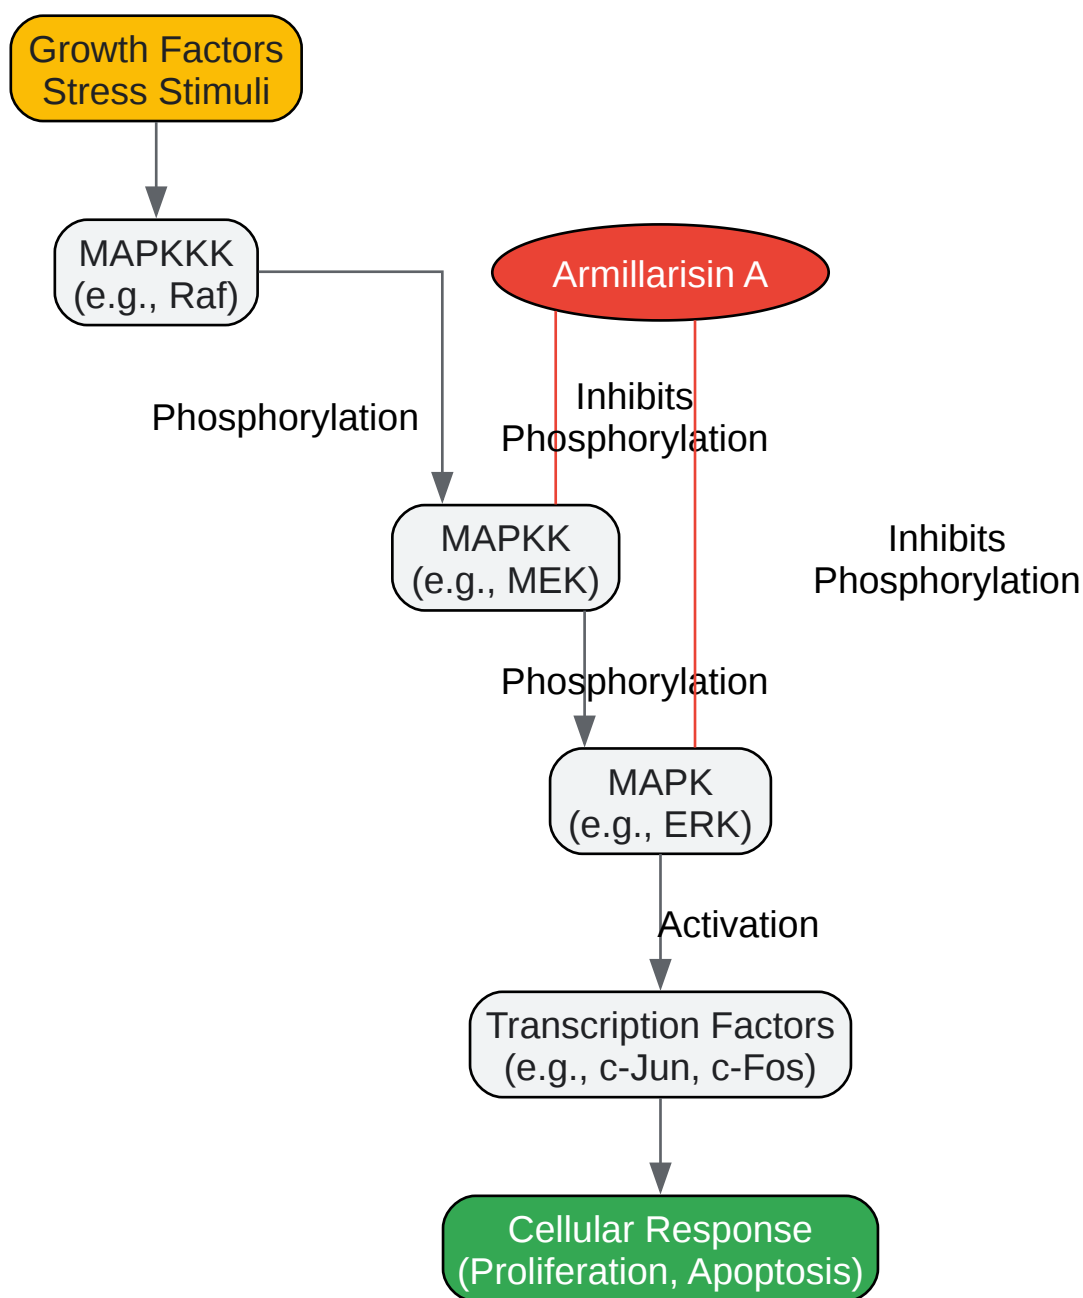 Growth Factors
Stress Stimuli
MAPKKK
(e.g., Raf)
Armillarisin A
Phosphorylation
Inhibits
Phosphorylation
MAPKK
(e.g., MEK)
Inhibits
Phosphorylation
Phosphorylation
MAPK
(e.g., ERK)
Activation
Transcription Factors
(e.g., c-Jun, c-Fos)
Cellular Response
(Proliferation, Apoptosis)